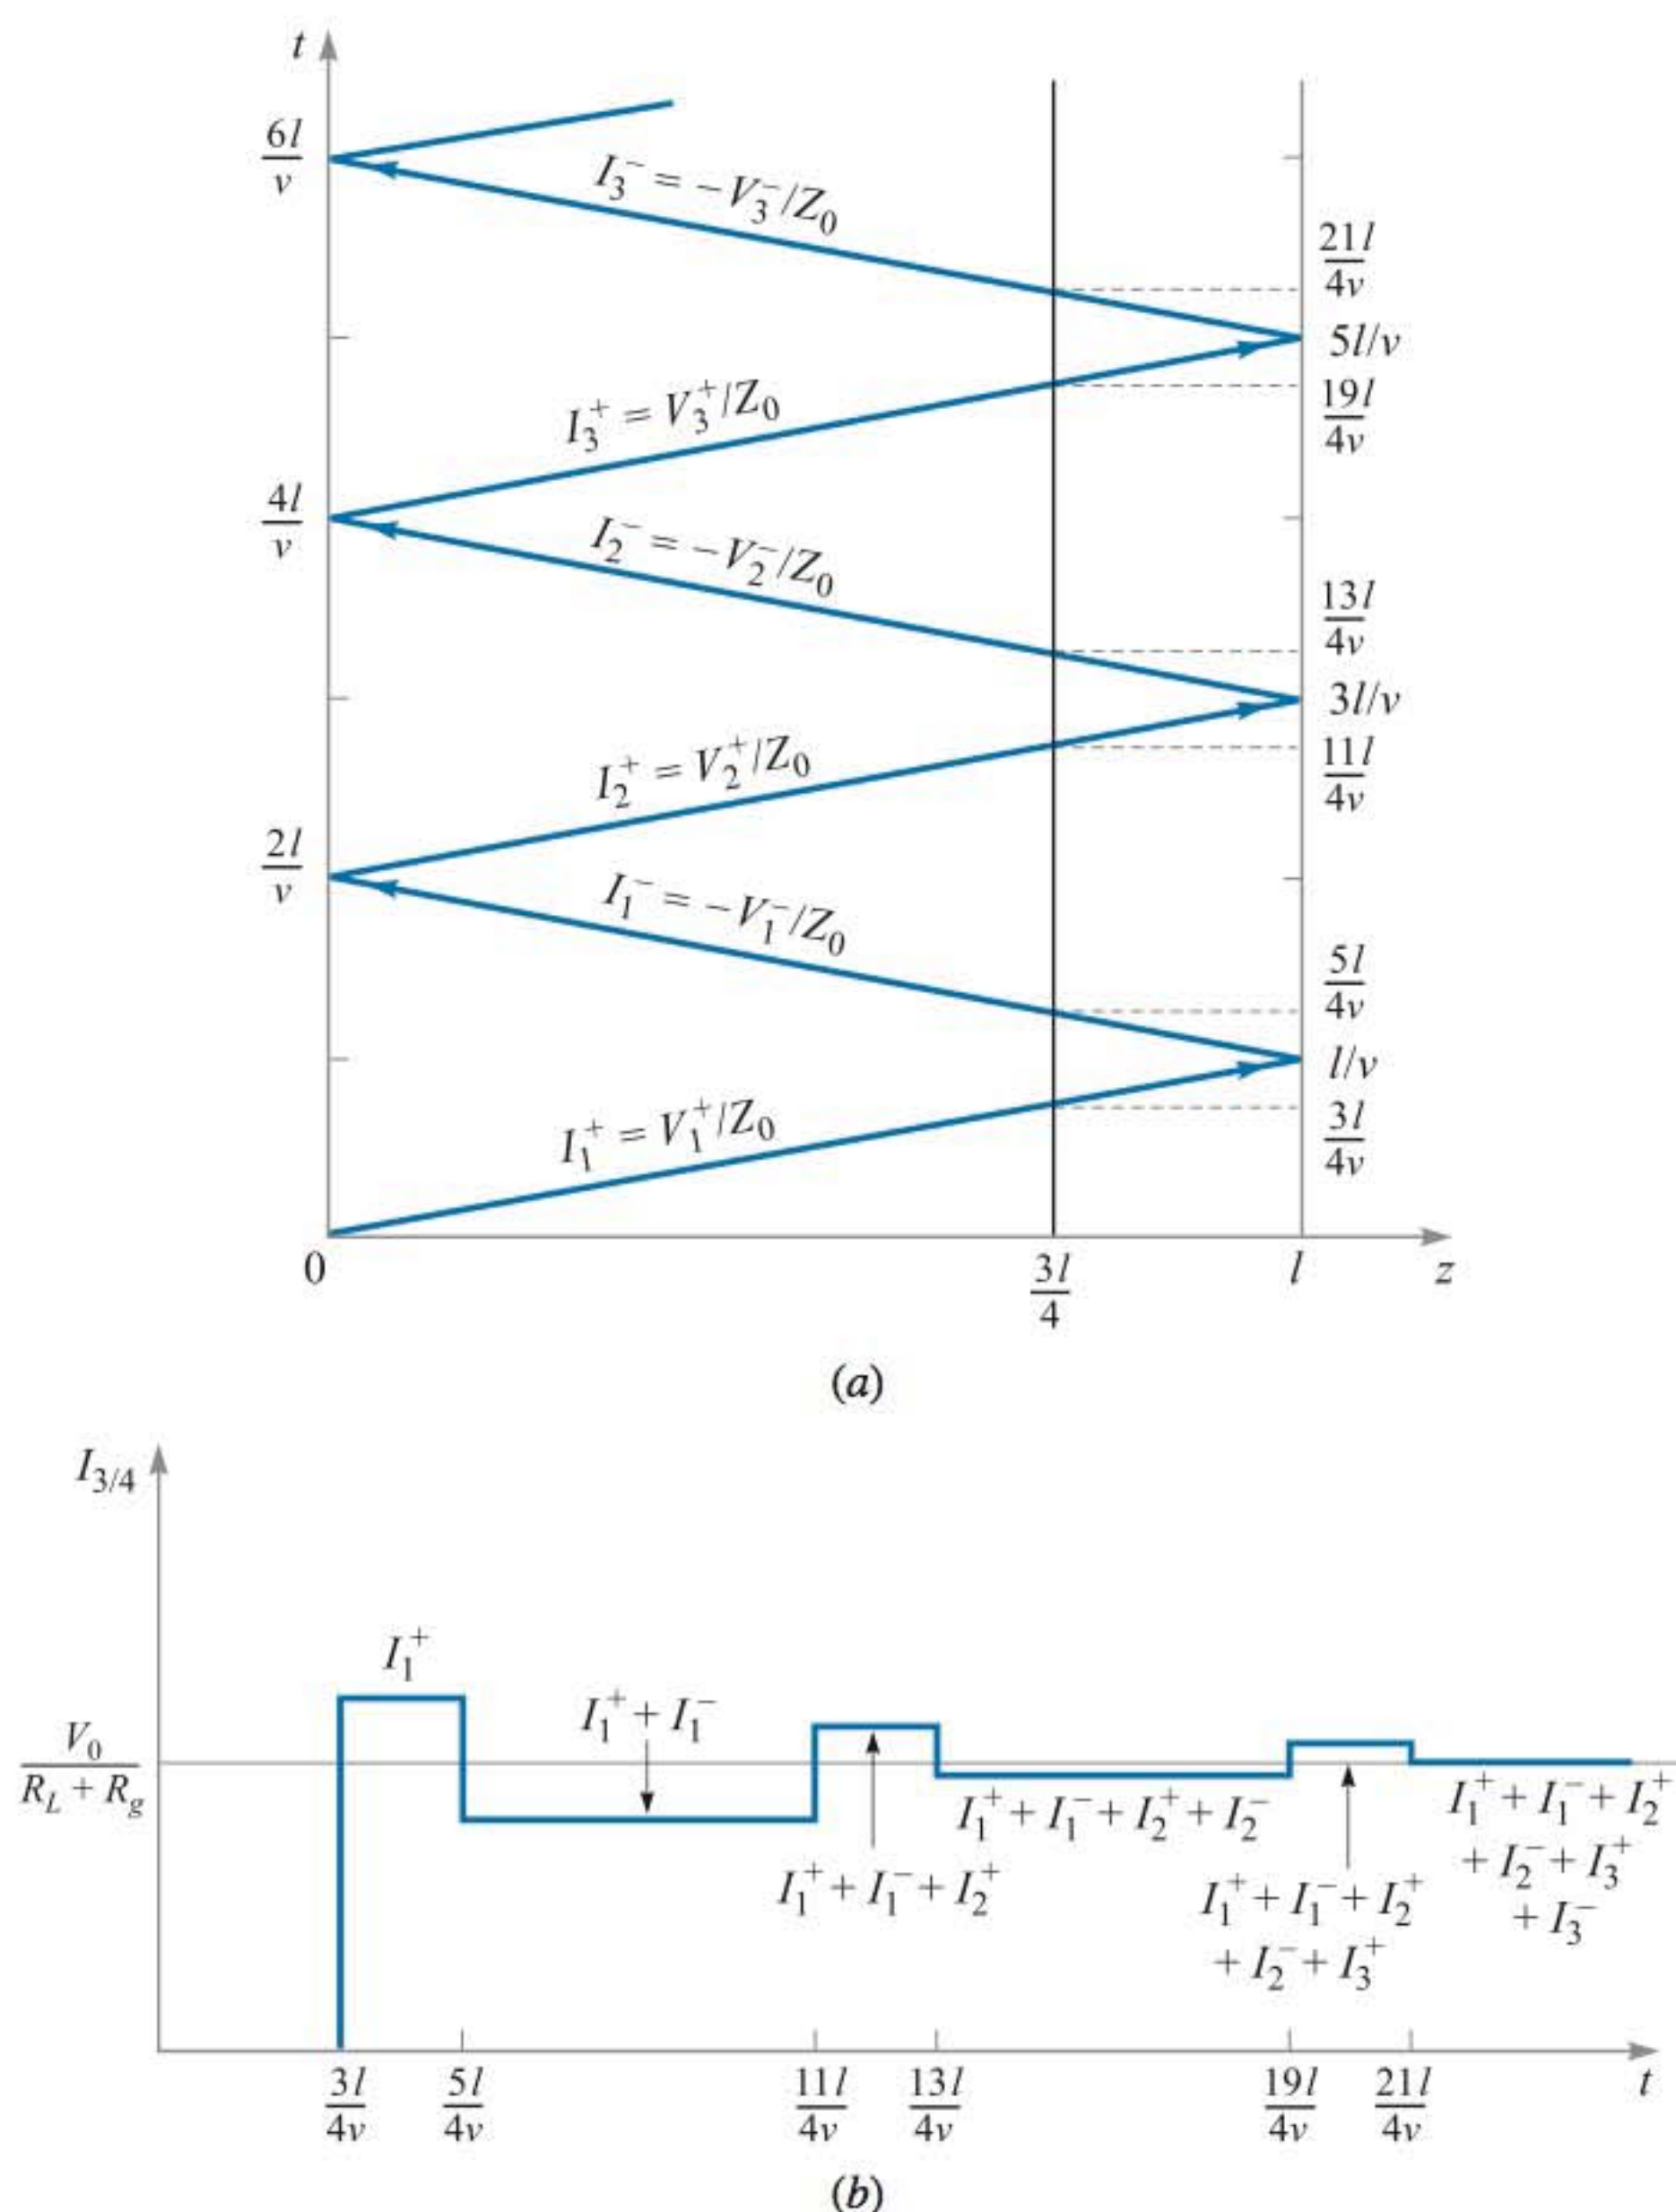 t
6l/v
I₃⁻ = −V₃⁻/Z₀
21l/4v
5l/v
I₃⁺ = V₃⁺/Z₀
19l/4v
4l/v
I₂⁻ = −V₂⁻/Z₀
13l/4v
3l/v
I₂⁺ = V₂⁺/Z₀
11l/4v
2l/v
I₁⁻ = −V₁⁻/Z₀
5l/4v
l/v
I₁⁺ = V₁⁺/Z₀
3l/4v
0 3l/4 l z
(a)
I₃/₄
I₁⁺
I₁⁺ + I₁⁻
V₀/(R_L + R_g)
I₁⁺ + I₁⁻ + I₂⁺ + I₂⁻
I₁⁺ + I₁⁻ + I₂⁺
+ I₂⁻ + I₃⁺
+ I₃⁻
I₁⁺ + I₁⁻ + I₂⁺
I₁⁺ + I₁⁻ + I₂⁺
+ I₂⁻ + I₃⁺
3l/4v 5l/4v 11l/4v 13l/4v 19l/4v 21l/4v t
(b)